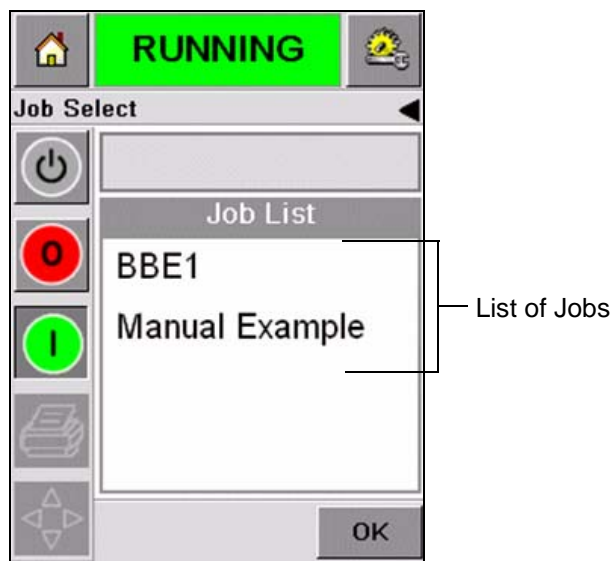 RUNNING
Job Select
Job List
O
BBE1
List of Jobs
Manual Example
I
OK